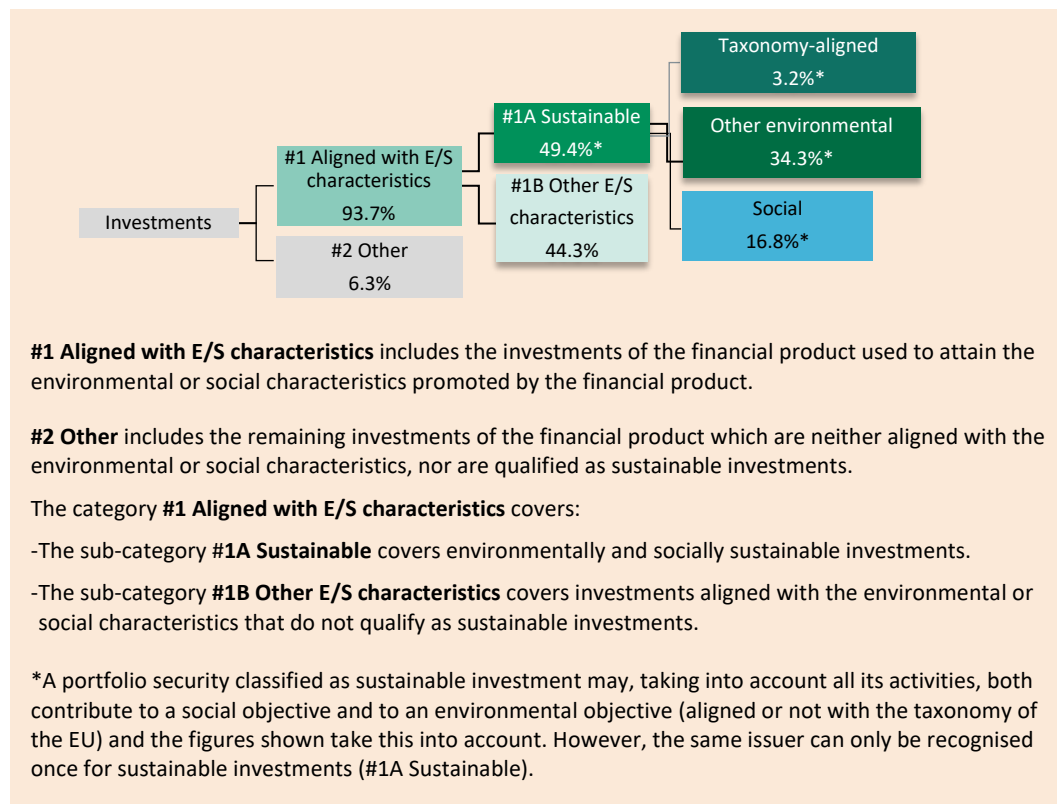 Taxonomy-aligned
3.2%*
#1A Sustainable
49.4%*
Other environmental
34.3%*
#1 Aligned with E/S
characteristics
93.7%
#1B Other E/S
characteristics
44.3%
Social
16.8%*
Investments
#2 Other
6.3%
#1 Aligned with E/S characteristics includes the investments of the financial product used to attain the
environmental or social characteristics promoted by the financial product.
#2 Other includes the remaining investments of the financial product which are neither aligned with the
environmental or social characteristics, nor are qualified as sustainable investments.
The category #1 Aligned with E/S characteristics covers:
-The sub-category #1A Sustainable covers environmentally and socially sustainable investments.
-The sub-category #1B Other E/S characteristics covers investments aligned with the environmental or
social characteristics that do not qualify as sustainable investments.
*A portfolio security classified as sustainable investment may, taking into account all its activities, both
contribute to a social objective and to an environmental objective (aligned or not with the taxonomy of
the EU) and the figures shown take this into account. However, the same issuer can only be recognised
once for sustainable investments (#1A Sustainable).